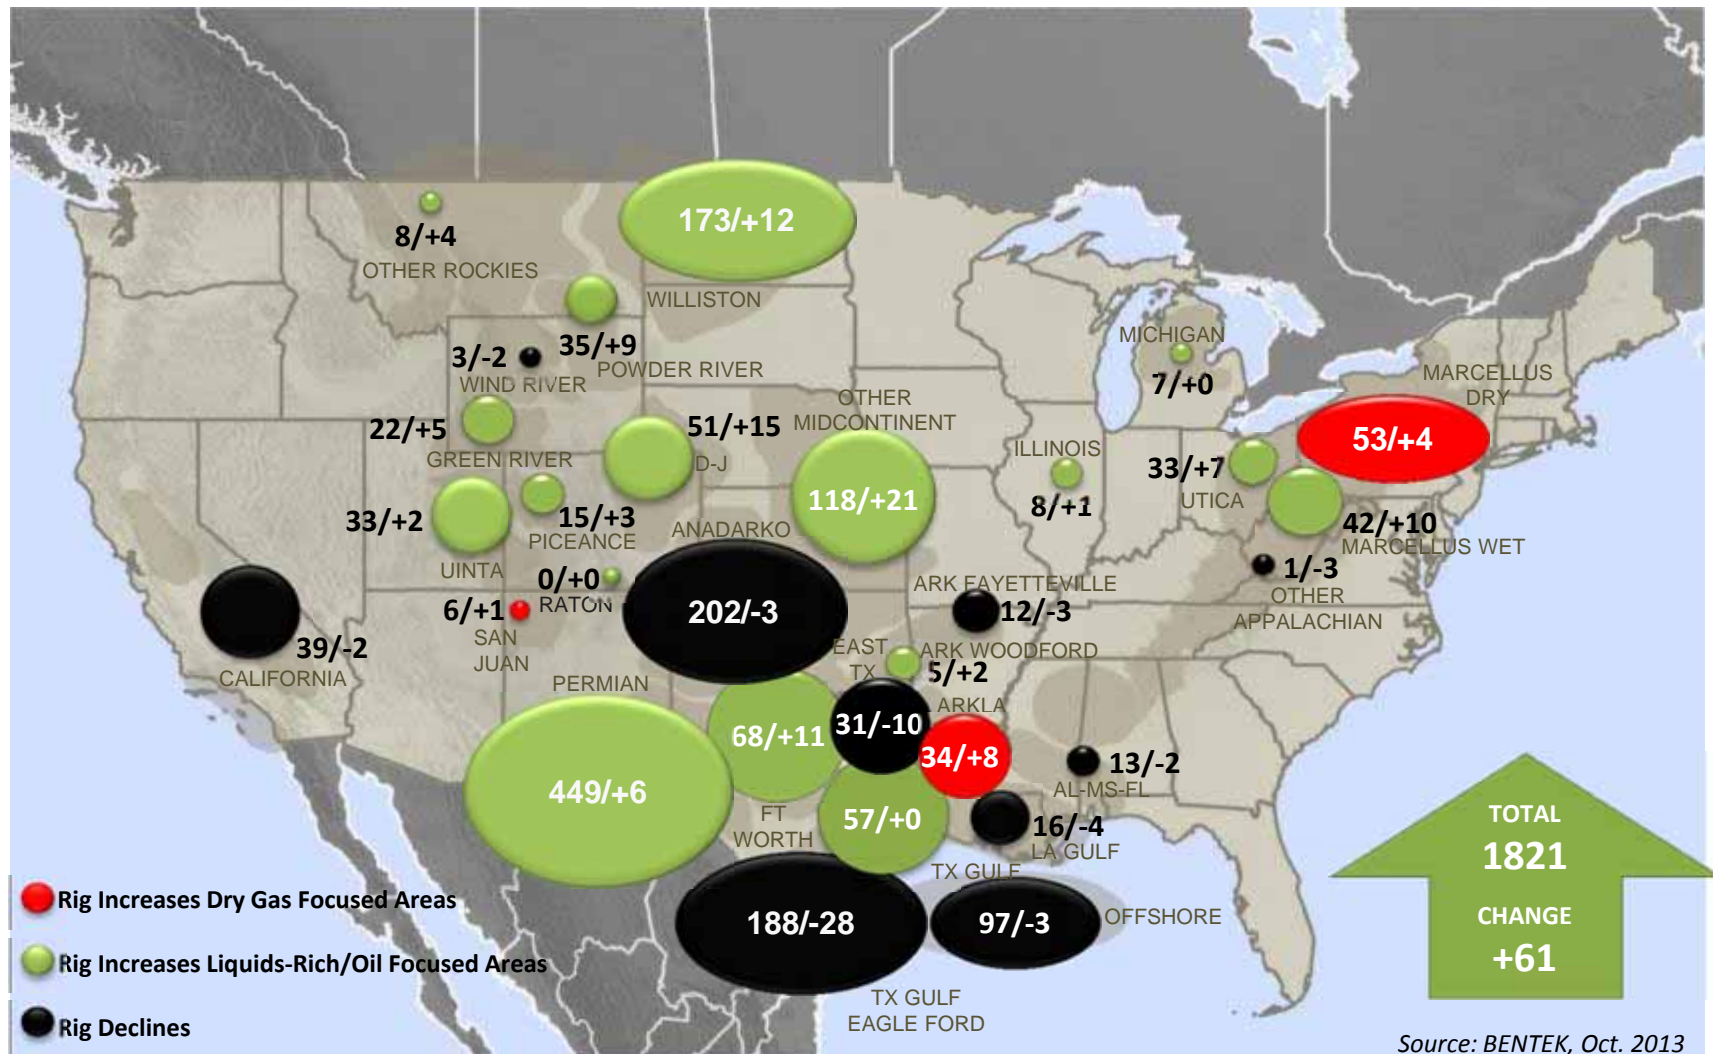 173/+12
8/+4
OTHER ROCKIES
WILLISTON
35/+9
POWDER RIVER
3/-2
WIND RIVER
MICHIGAN
7/+0
MARCELLUS
DRY
53/+4
22/+5
GREEN RIVER
51/+15
D-J
OTHER
MIDCONTINENT
118/+21
ILLINOIS
8/+1
33/+7
UTICA
42/+10
MARCELLUS WET
33/+2
UINTA
15/+3
PICEANCE
ANADARKO
202/-3
0/+0
RATON
6/+1
SAN
JUAN
39/-2
CALIFORNIA
ARK FAYETTEVILLE
12/-3
1/-3
OTHER
APPALACHIAN
EAST
TX
ARK WOODFORD
5/+2
PERMIAN
449/+6
68/+11
FT
WORTH
31/-10
ARKLA
34/+8
13/-2
AL-MS-FL
57/+0
TX GULF
16/-4
LA GULF
188/-28
TX GULF
EAGLE FORD
97/-3
OFFSHORE
TOTAL
1821
CHANGE
+61
Rig Increases Dry Gas Focused Areas
Rig Increases Liquids-Rich/Oil Focused Areas
Rig Declines
Source: BENTEK, Oct. 2013